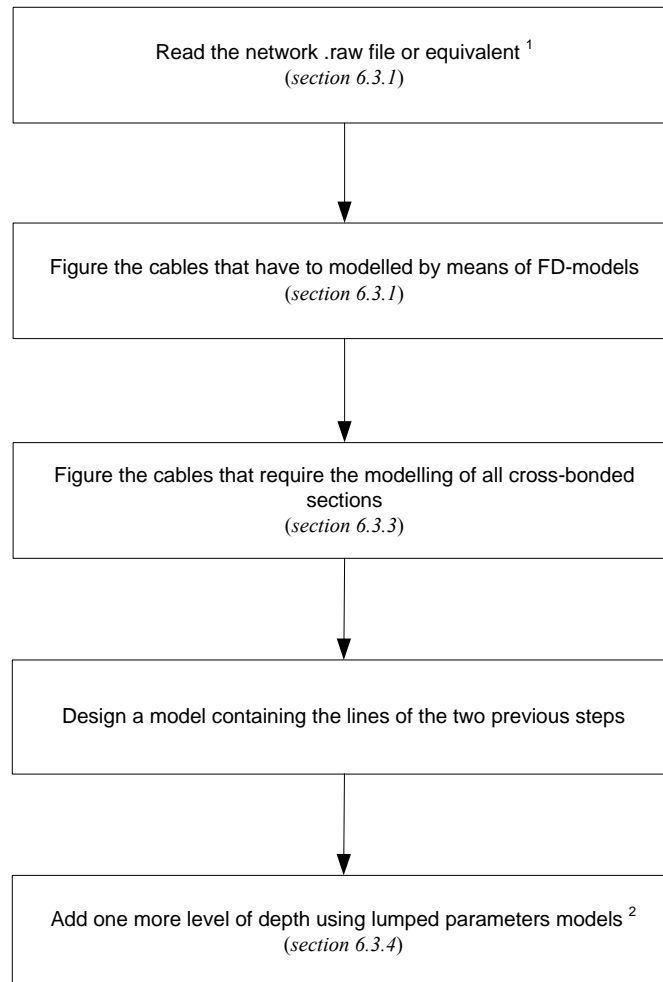 Read the network .raw file or equivalent ¹
(section 6.3.1)
Figure the cables that have to modelled by means of FD-models
(section 6.3.1)
Figure the cables that require the modelling of all cross-bonded
sections
(section 6.3.3)
Design a model containing the lines of the two previous steps
Add one more level of depth using lumped parameters models ²
(section 6.3.4)